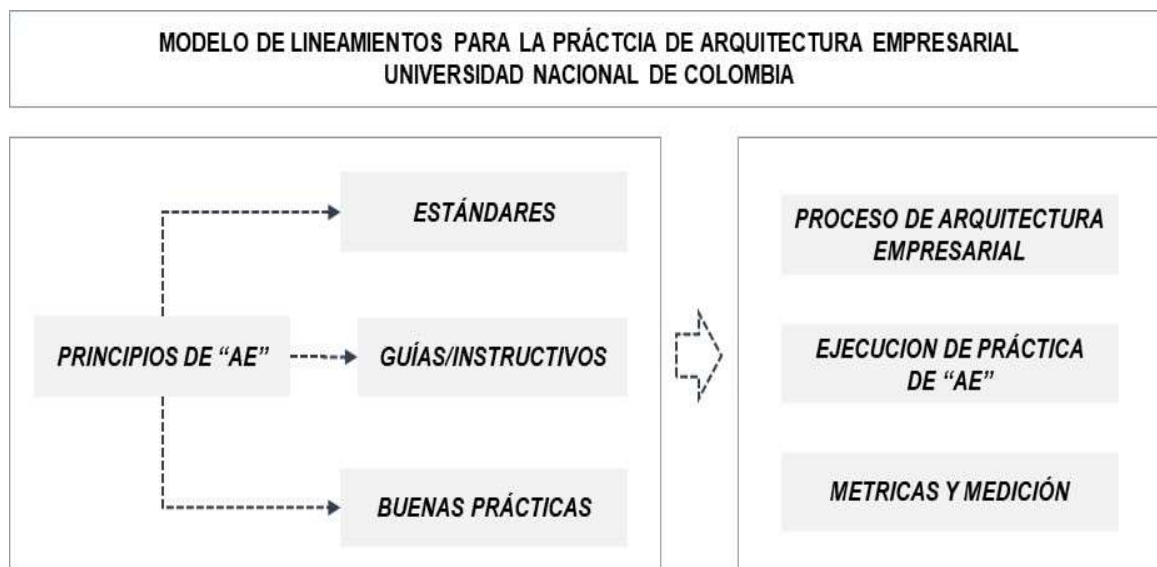 MODELO DE LINEAMIENTOS PARA LA PRÁCTCIA DE ARQUITECTURA EMPRESARIAL
UNIVERSIDAD NACIONAL DE COLOMBIA
ESTÁNDARES
PRINCIPIOS DE “AE”
GUÍAS/INSTRUCTIVOS
BUENAS PRÁCTICAS
PROCESO DE ARQUITECTURA
EMPRESARIAL
EJECUCION DE PRÁCTICA
DE “AE”
METRICAS Y MEDICIÓN